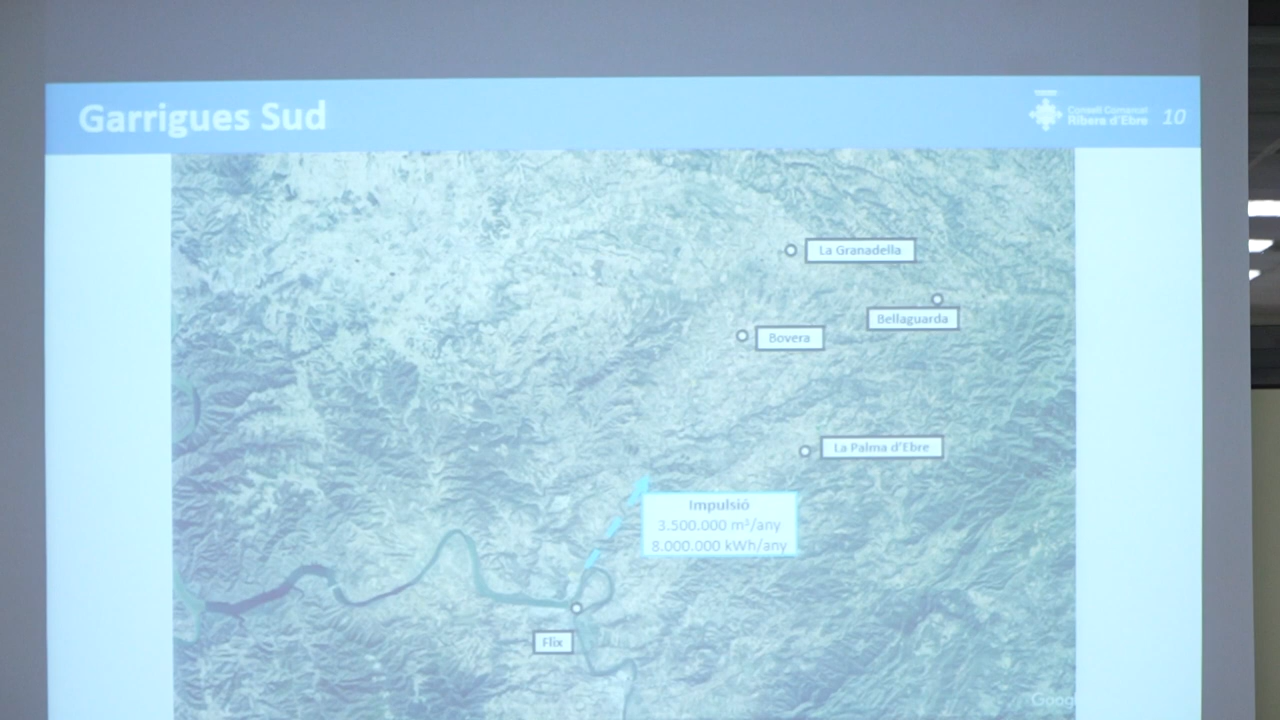 Garrigues Sud
Consell Comarcal
Ribera d'Ebre
10
La Granadella
Bellaguarda
Bovera
La Palma d'Ebre
Impulsió
3.500.000 m³/any
8.000.000 kWh/any
Flix
Googl